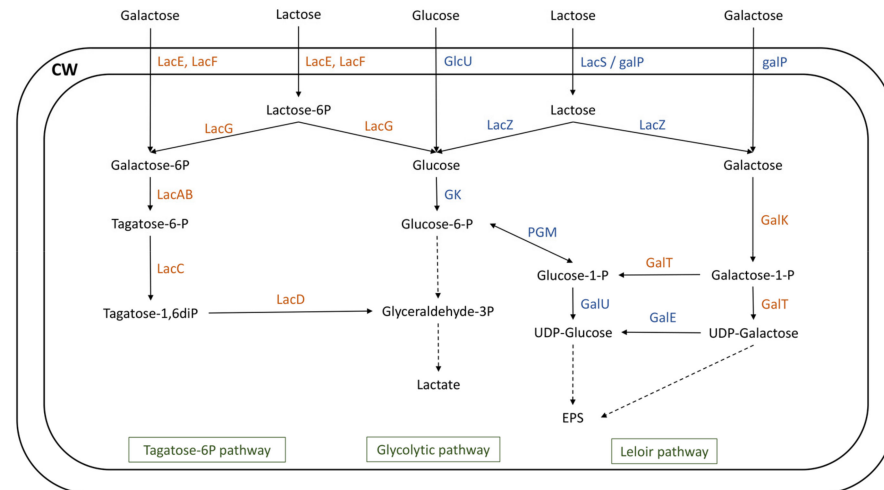 Galactose
Lactose
Glucose
Lactose
Galactose
CW
LacE, LacF
LacE, LacF
GlcU
LacS / galP
galP
Lactose-6P
Lactose
LacG
LacG
LacZ
LacZ
Galactose-6P
Glucose
Galactose
LacAB
GK
Tagatose-6-P
Glucose-6-P
GalK
PGM
LacC
GalT
Glucose-1-P
Galactose-1-P
LacD
GalU
GalT
Tagatose-1,6diP
Glyceraldehyde-3P
GalE
UDP-Glucose
UDP-Galactose
Lactate
EPS
Tagatose-6P pathway
Glycolytic pathway
Leloir pathway